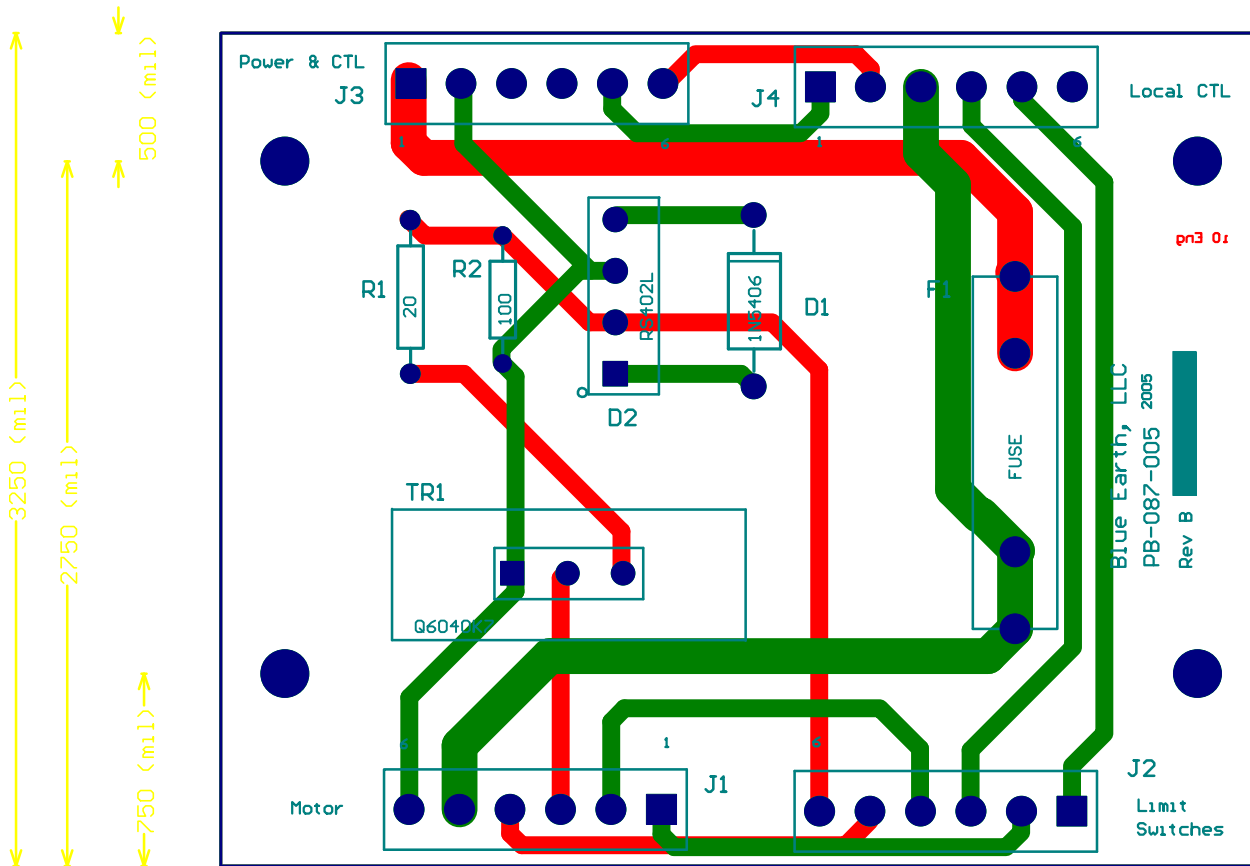 500 (mil)
3250 (mil)
2750 (mil)
750 (mil)
Power & CTL
J3
1
6
J4
1
6
Local CTL
IO Eng
R1
20
R2
100
RS402L
D2
1N5406
D1
F1
FUSE
Blue Earth, LLC
PB-087-005 2005
Rev B
TR1
Q6040K7
6
1
J1
Motor
6
J2
Limit
Switches